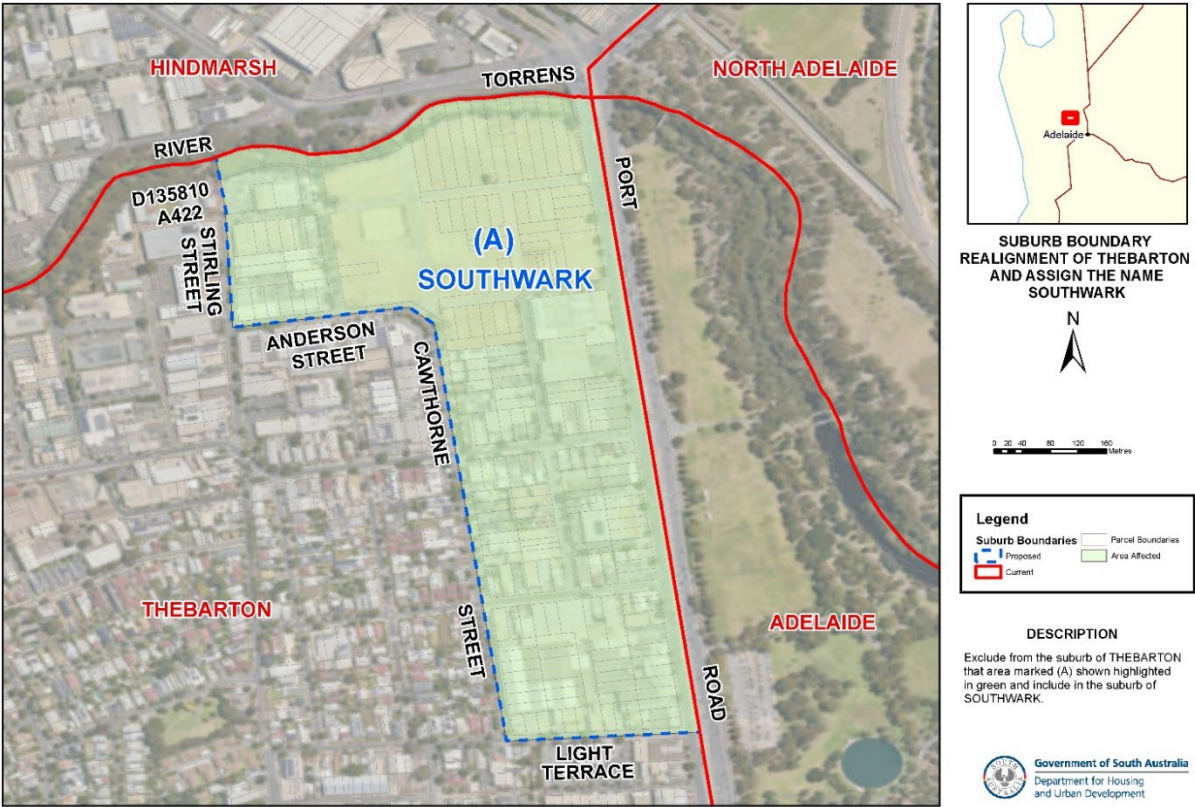 HINDMARSH
NORTH ADELAIDE
TORRENS
RIVER
PORT
D135810
A422
STIRLING
STREET
(A)
SOUTHWARK
ANDERSON
STREET
CAWTHORNE
THEBARTON
STREET
ADELAIDE
ROAD
LIGHT
TERRACE
Adelaide
SUBURB BOUNDARY
REALIGNMENT OF THEBARTON
AND ASSIGN THE NAME
SOUTHWARK
N
0 20 40 80 120 160
Metres
Legend
Suburb Boundaries
Parcel Boundaries
Proposed
Area Affected
Current
DESCRIPTION
Exclude from the suburb of THEBARTON
that area marked (A) shown highlighted
in green and include in the suburb of
SOUTHWARK.
SOUTH
AUSTRALIA
Government of South Australia
Department for Housing
and Urban Development